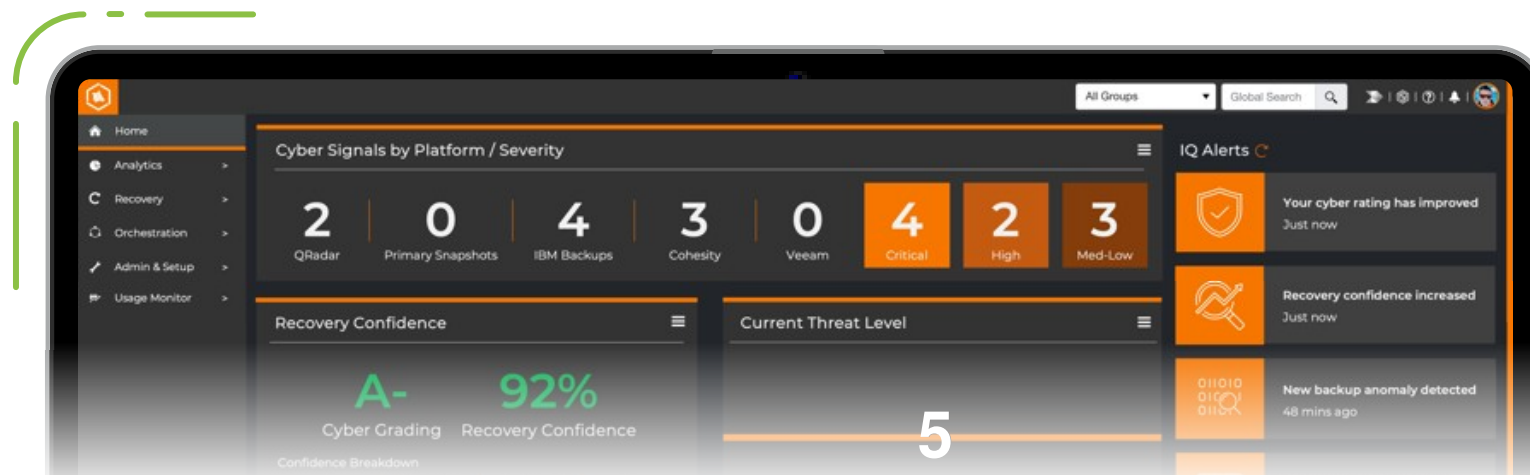 All Groups
Global Search
Home
Analytics >
Recovery >
Orchestration >
Admin & Setup >
Usage Monitor >
Cyber Signals by Platform / Severity
2 0 4 3 0 4 2 3
QRadar Primary Snapshots IBM Backups Cohesity Veeam Critical High Med-Low
Recovery Confidence
A- 92%
Cyber Grading Recovery Confidence
Confidence Breakdown
Current Threat Level
5
IQ Alerts
Your cyber rating has improved
Just now
Recovery confidence increased
Just now
New backup anomaly detected
48 mins ago